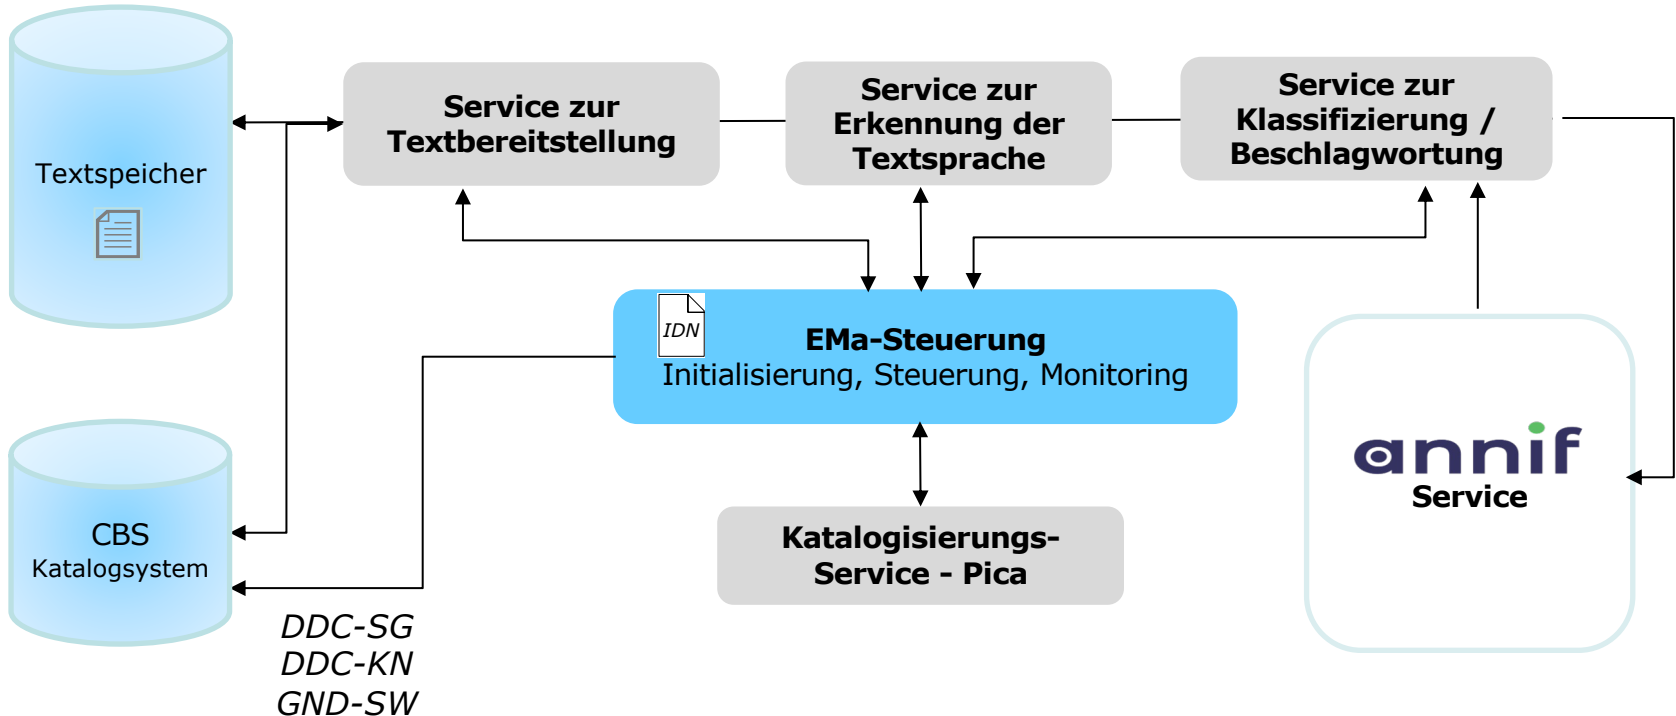 Textspeicher
Service zur
Textbereitstellung
Service zur
Erkennung der
Textsprache
Service zur
Klassifizierung /
Beschlagwortung
IDN
EMa-Steuerung
Initialisierung, Steuerung, Monitoring
annif
Service
CBS
Katalogsystem
Katalogisierungs-
Service - Pica
DDC-SG
DDC-KN
GND-SW